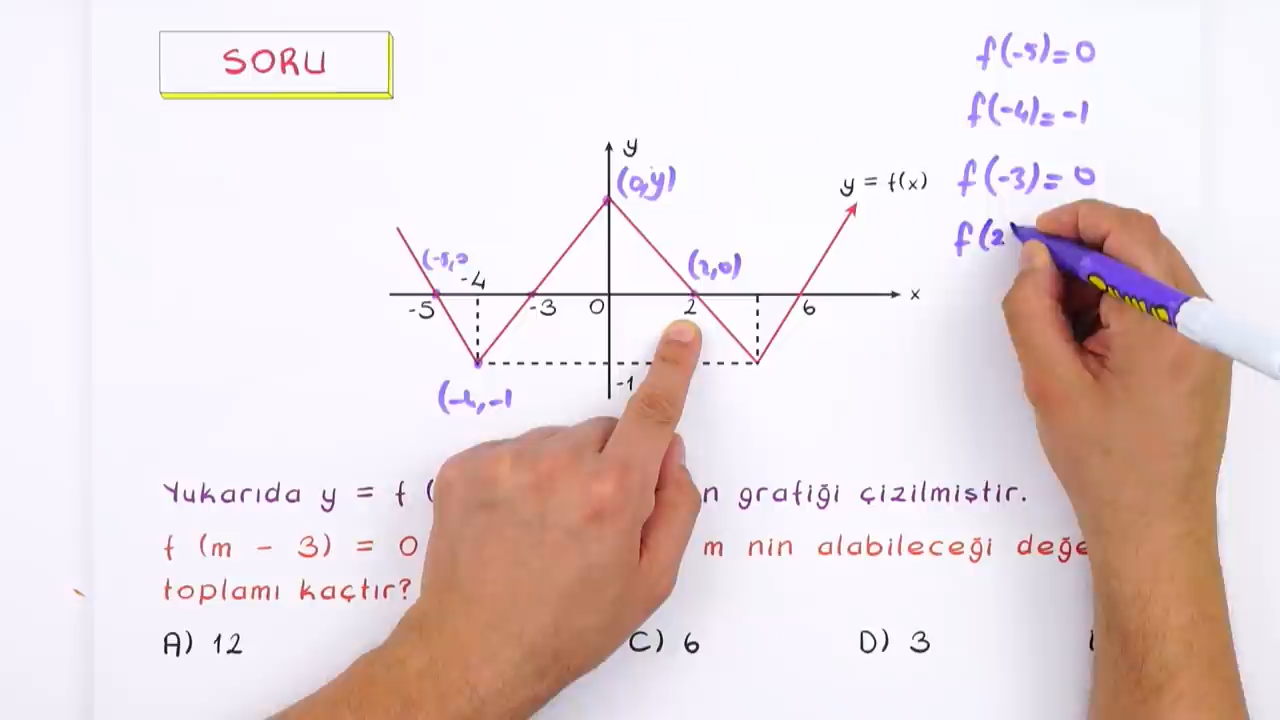 SORU
f(-5)=0
f(-4)=-1
f(-3)=0
f(2
y
(0,y)
y = f(x)
(-5,
-4
(2,0)
-5
-3
0
2
6
x
-1
(-4,-1
Yukarıda y = f ( n grafiği çizilmiştir.
f (m - 3) = 0 m nin alabileceği değe
toplamı kaçtır?
A) 12
C) 6
D) 3